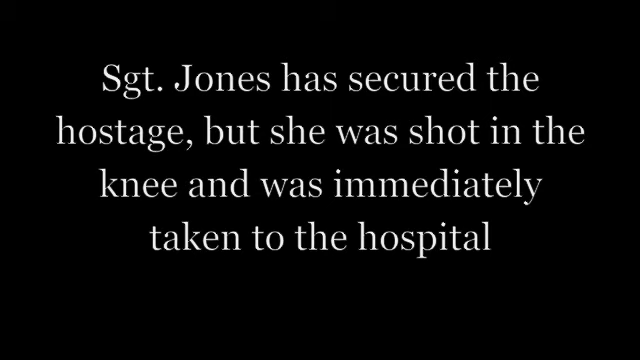 Sgt. Jones has secured the
hostage, but she was shot in the
knee and was immediately
taken to the hospital